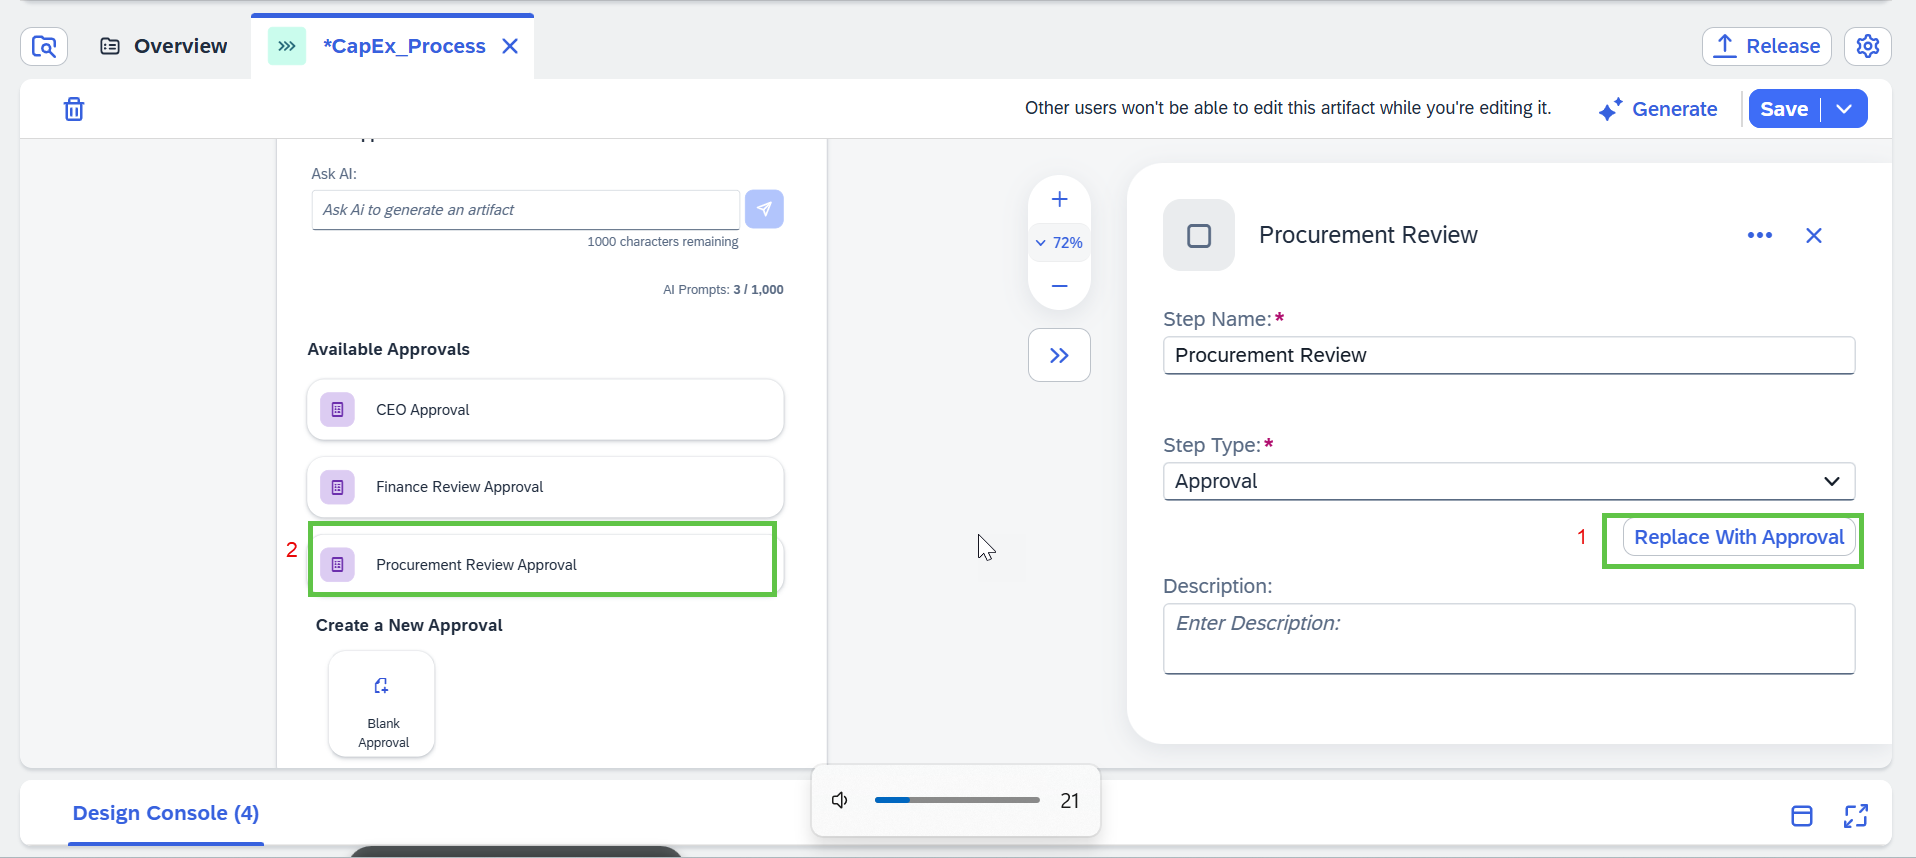 Overview
*CapEx_Process
Release
Other users won't be able to edit this artifact while you're editing it.
Generate
Save
Ask AI:
Ask Ai to generate an artifact
1000 characters remaining
AI Prompts: 3 / 1,000
Available Approvals
CEO Approval
Finance Review Approval
2
Procurement Review Approval
Create a New Approval
Blank
Approval
72%
Procurement Review
Step Name:*
Procurement Review
Step Type:*
Approval
1
Replace With Approval
Description:
Enter Description:
Design Console (4)
21